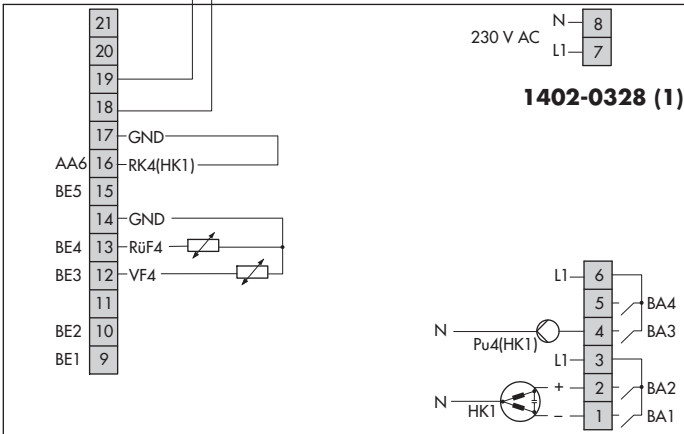 21
20
19
18
17 GND
AA6 16 RK4(HK1)
BE5 15
14 GND
BE4 13 RüF4
BE3 12 VF4
11
BE2 10
BE1 9
N 8
230 V AC
L1 7
1402-0328 (1)
L1 6
5 BA4
N Pu4(HK1) 4 BA3
L1 3
+ 2 BA2
N HK1 – 1 BA1